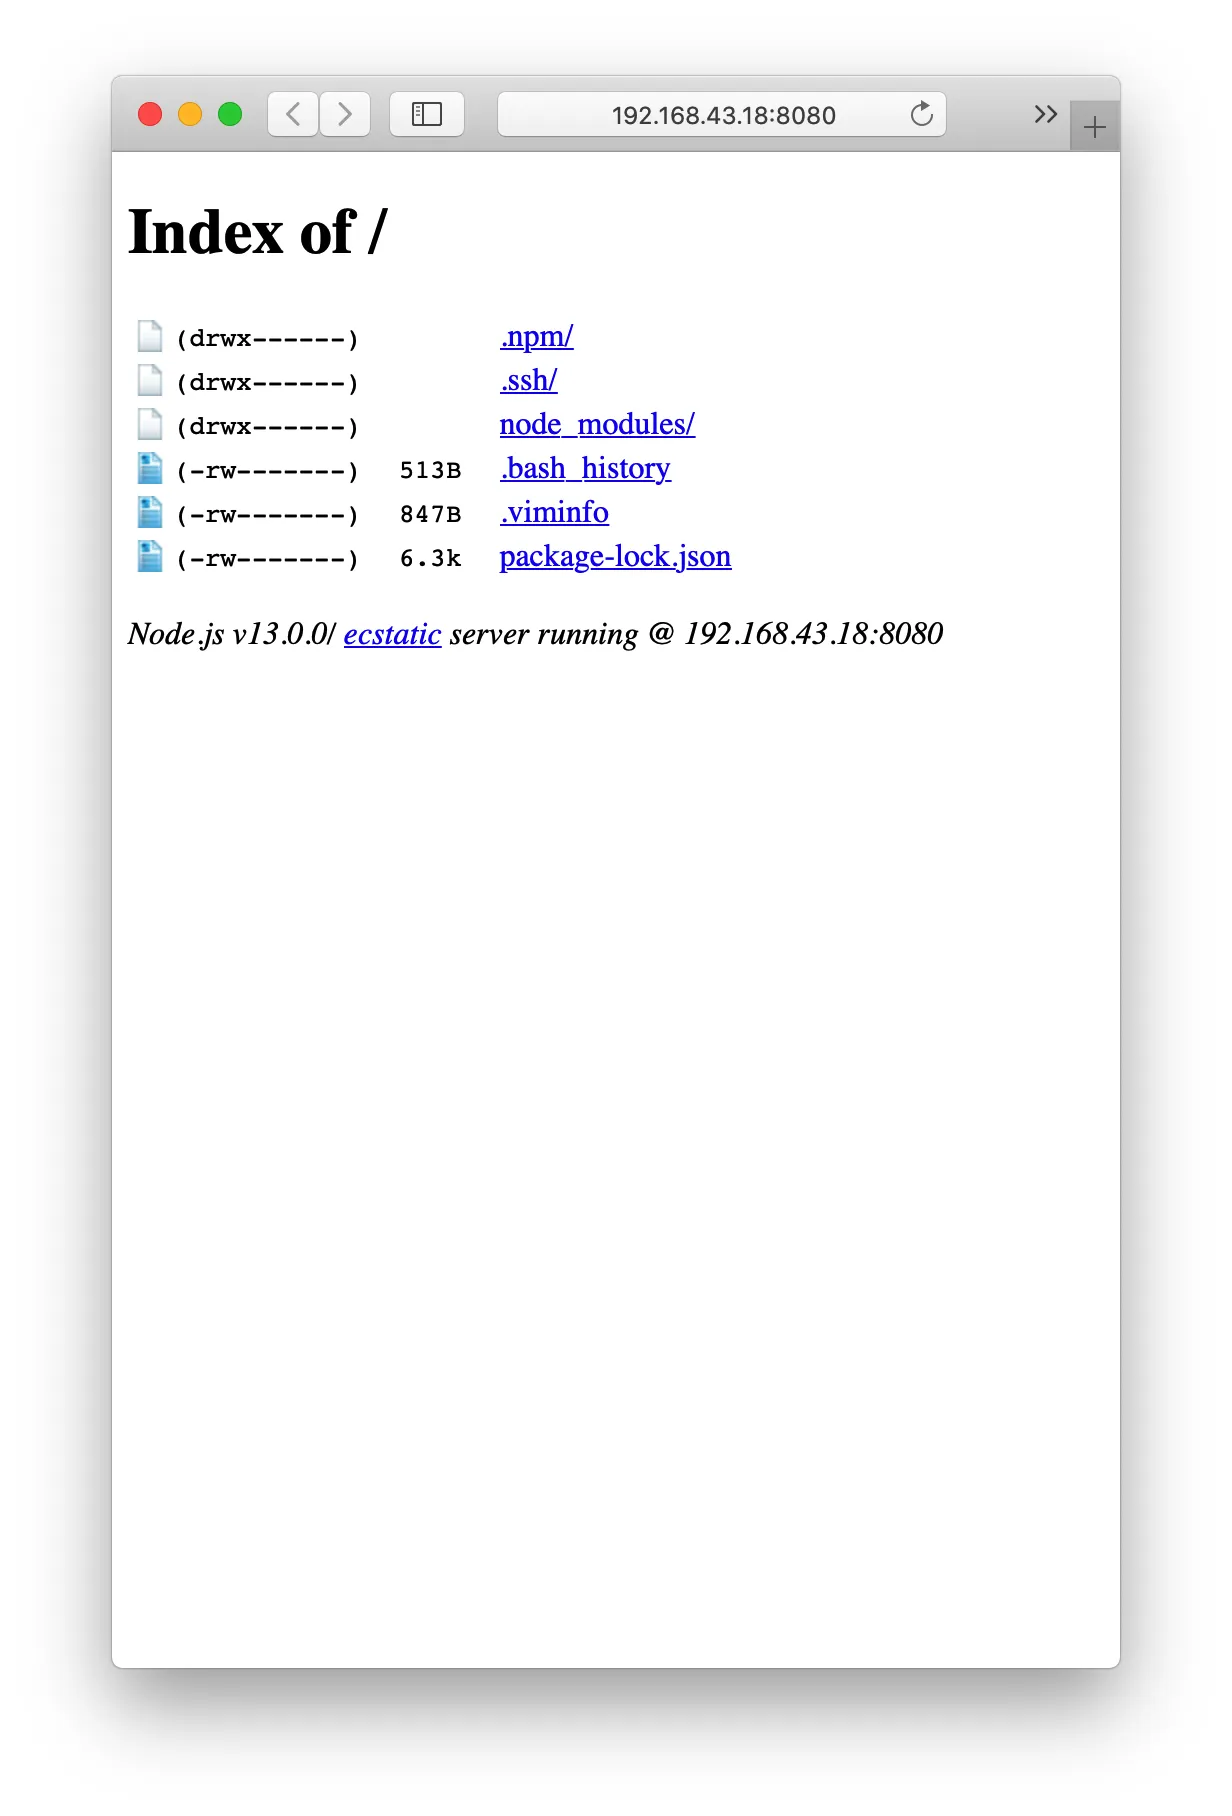 192.168.43.18:8080
Index of /
(drwx------) .npm/
(drwx------) .ssh/
(drwx------) node_modules/
(-rw-------) 513B .bash_history
(-rw-------) 847B .viminfo
(-rw-------) 6.3k package-lock.json
Node.js v13.0.0/ ecstatic server running @ 192.168.43.18:8080